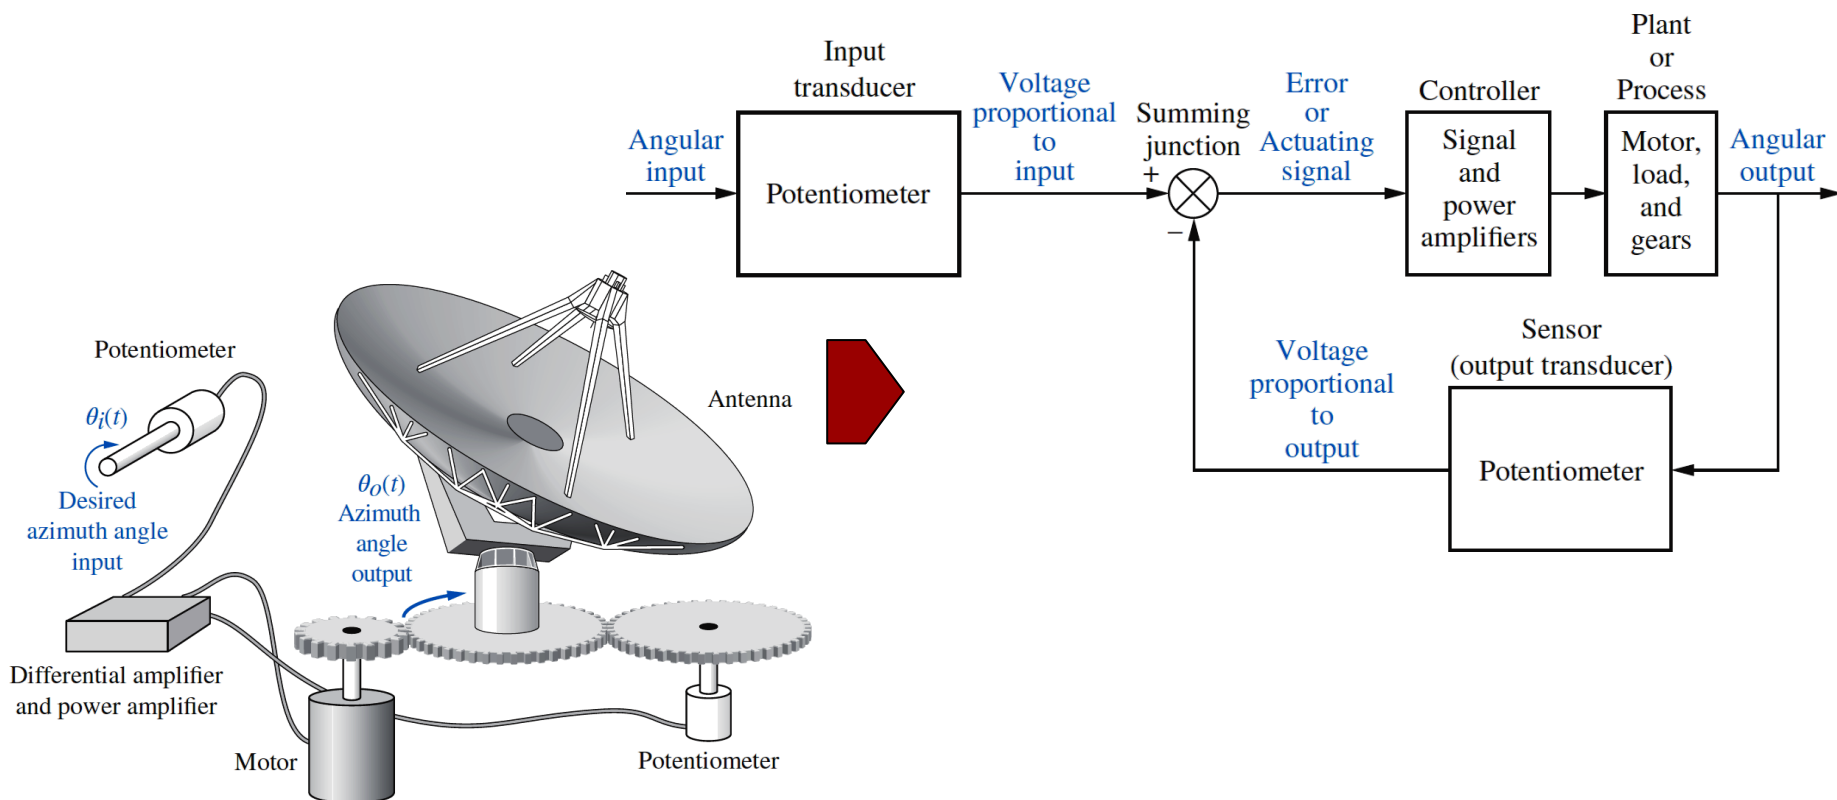 Potentiometer
θi(t)
Desired
azimuth angle
input
θo(t)
Azimuth
angle
output
Antenna
Differential amplifier
and power amplifier
Motor
Potentiometer
Angular
input
Input
transducer
Potentiometer
Voltage
proportional
to
input
Summing
junction
+
−
Error
or
Actuating
signal
Controller
Signal
and
power
amplifiers
Plant
or
Process
Motor,
load,
and
gears
Angular
output
Sensor
(output transducer)
Potentiometer
Voltage
proportional
to
output